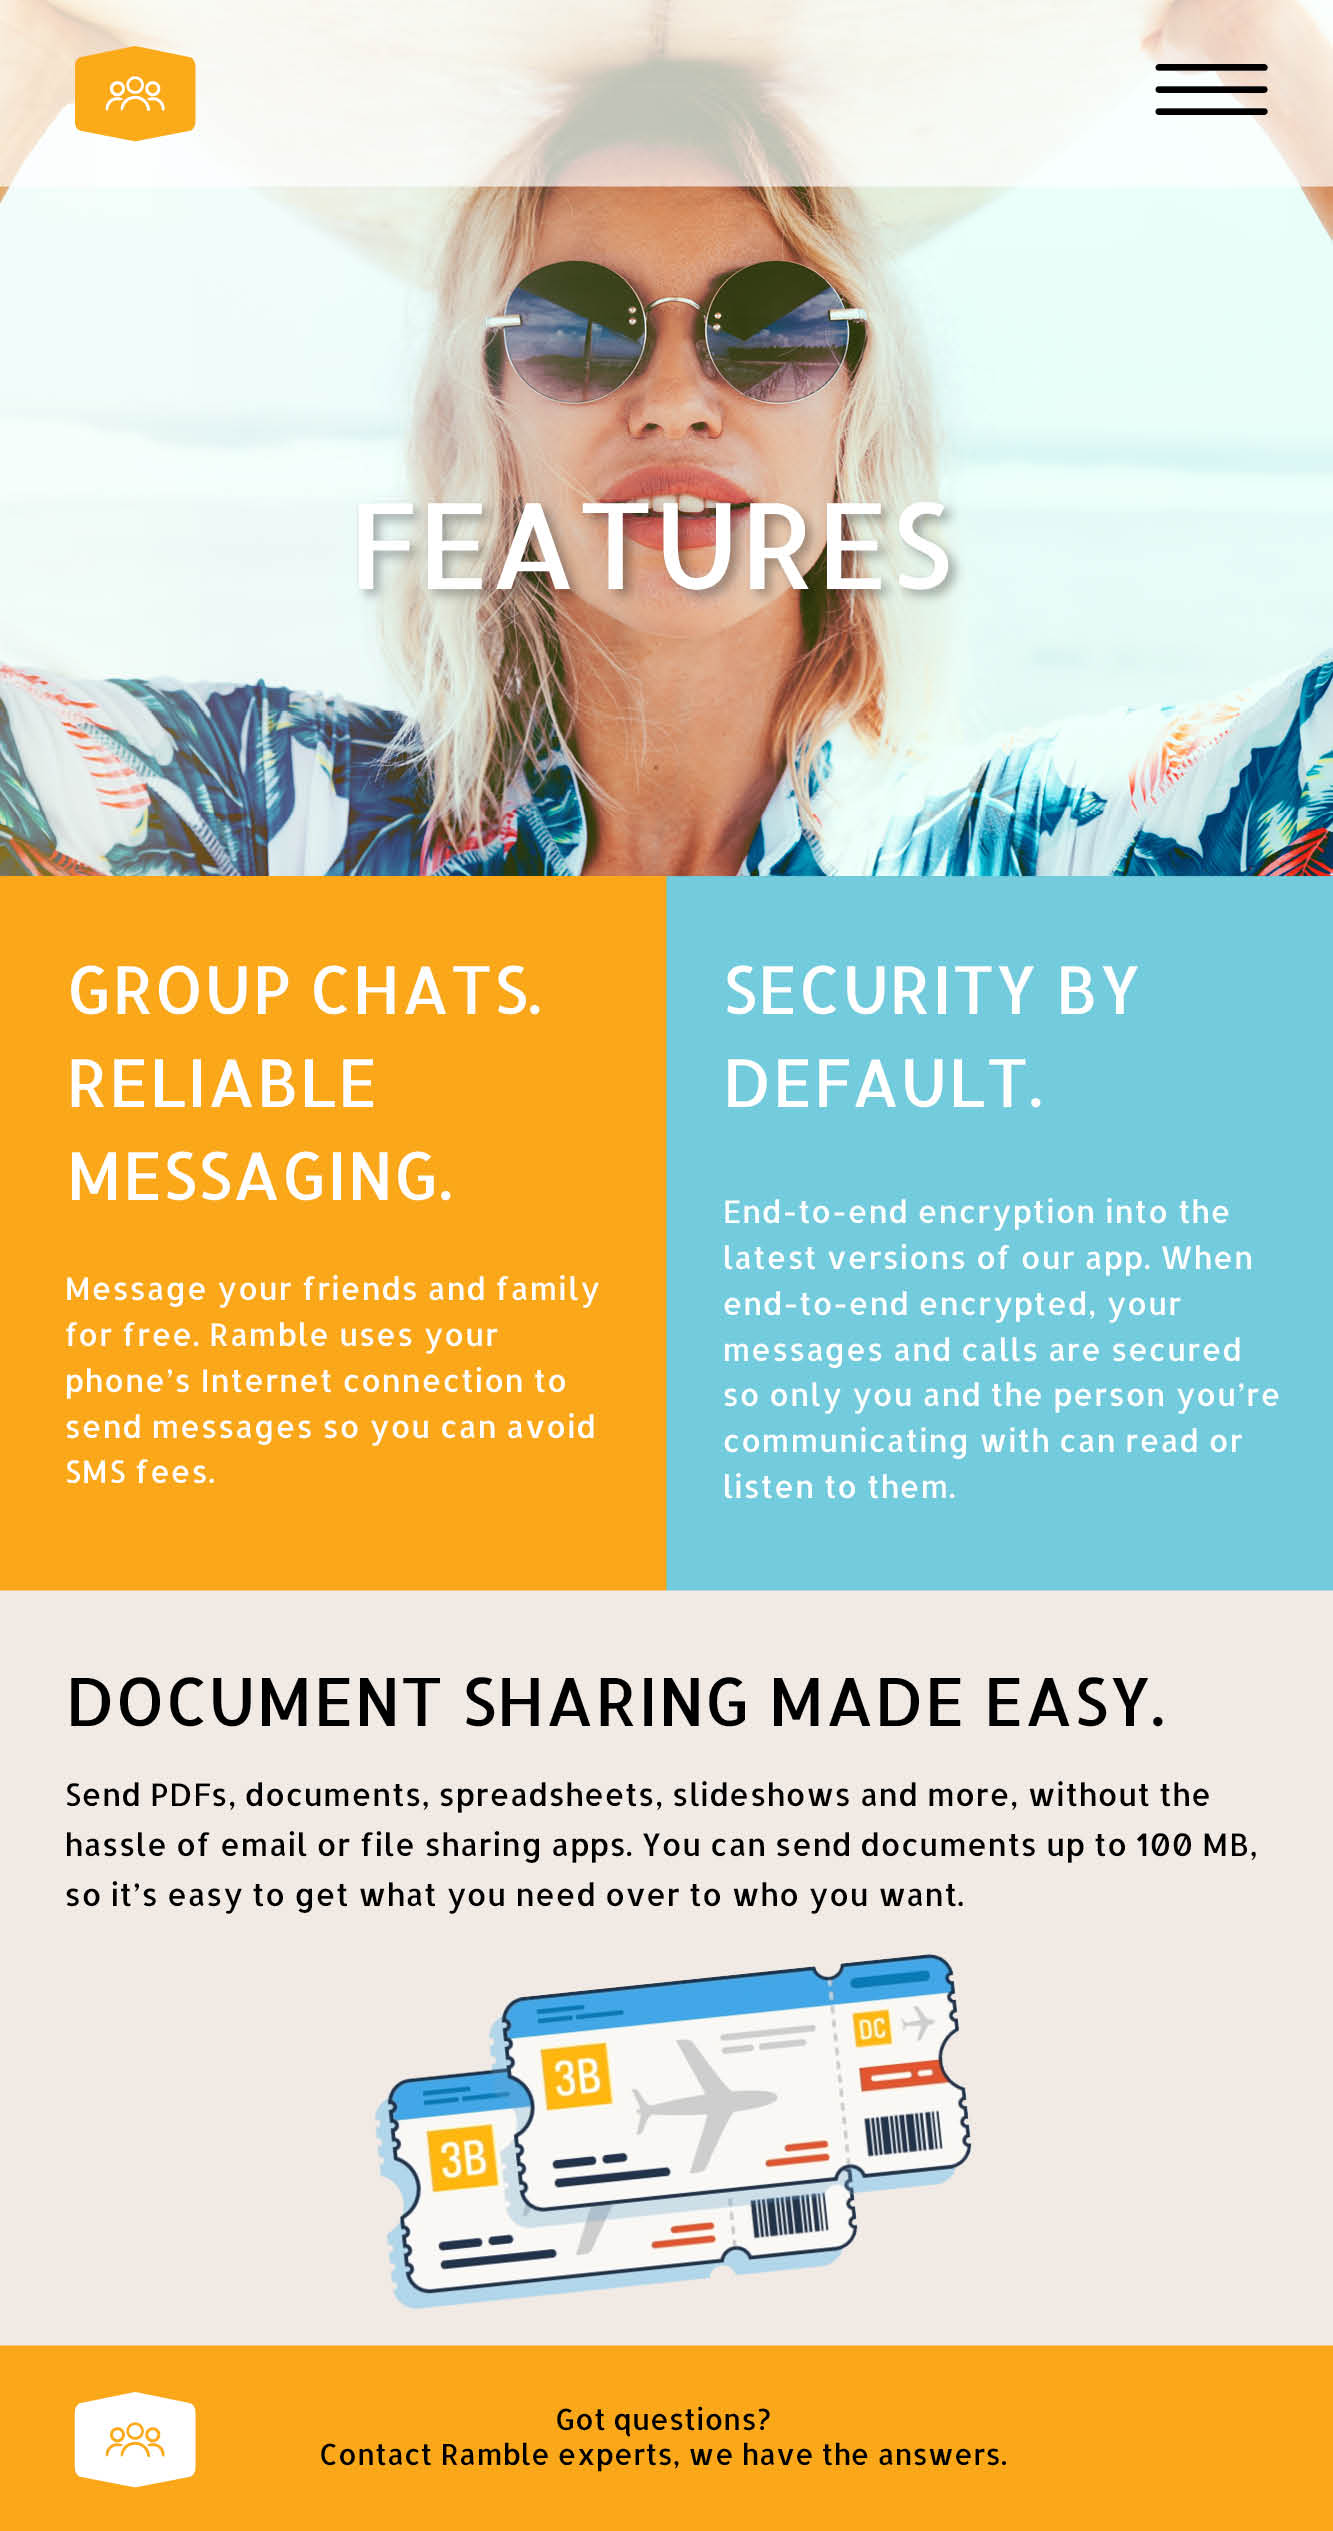 FEATURES
GROUP CHATS.
RELIABLE
MESSAGING.
Message your friends and family
for free. Ramble uses your
phone’s Internet connection to
send messages so you can avoid
SMS fees.
SECURITY BY
DEFAULT.
End-to-end encryption into the
latest versions of our app. When
end-to-end encrypted, your
messages and calls are secured
so only you and the person you’re
communicating with can read or
listen to them.
DOCUMENT SHARING MADE EASY.
Send PDFs, documents, spreadsheets, slideshows and more, without the
hassle of email or file sharing apps. You can send documents up to 100 MB,
so it’s easy to get what you need over to who you want.
DC
3B
3B
Got questions?
Contact Ramble experts, we have the answers.